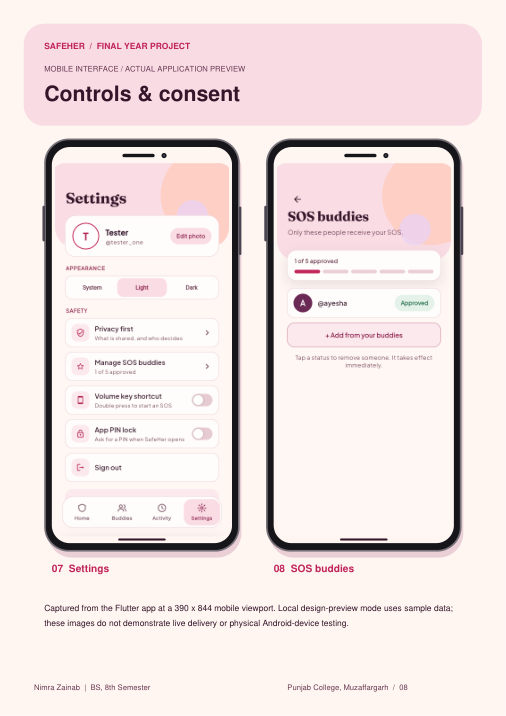 SAFEHER / FINAL YEAR PROJECT
MOBILE INTERFACE / ACTUAL APPLICATION PREVIEW
Controls & consent
Settings
T
Tester
@tester_one
Edit photo
APPEARANCE
System
Light
Dark
SAFETY
Privacy first
What is shared, and who decides
Manage SOS buddies
1 of 5 approved
Volume key shortcut
Double press to start an SOS
App PIN lock
Ask for a PIN when SafeHer opens
Sign out
Home
Buddies
Activity
Settings
07 Settings
SOS buddies
Only these people receive your SOS.
1 of 5 approved
A
@ayesha
Approved
+ Add from your buddies
Tap a status to remove someone. It takes effect
immediately.
08 SOS buddies
Captured from the Flutter app at a 390 x 844 mobile viewport. Local design-preview mode uses sample data;
these images do not demonstrate live delivery or physical Android-device testing.
Nimra Zainab | BS, 8th Semester
Punjab College, Muzaffargarh / 08